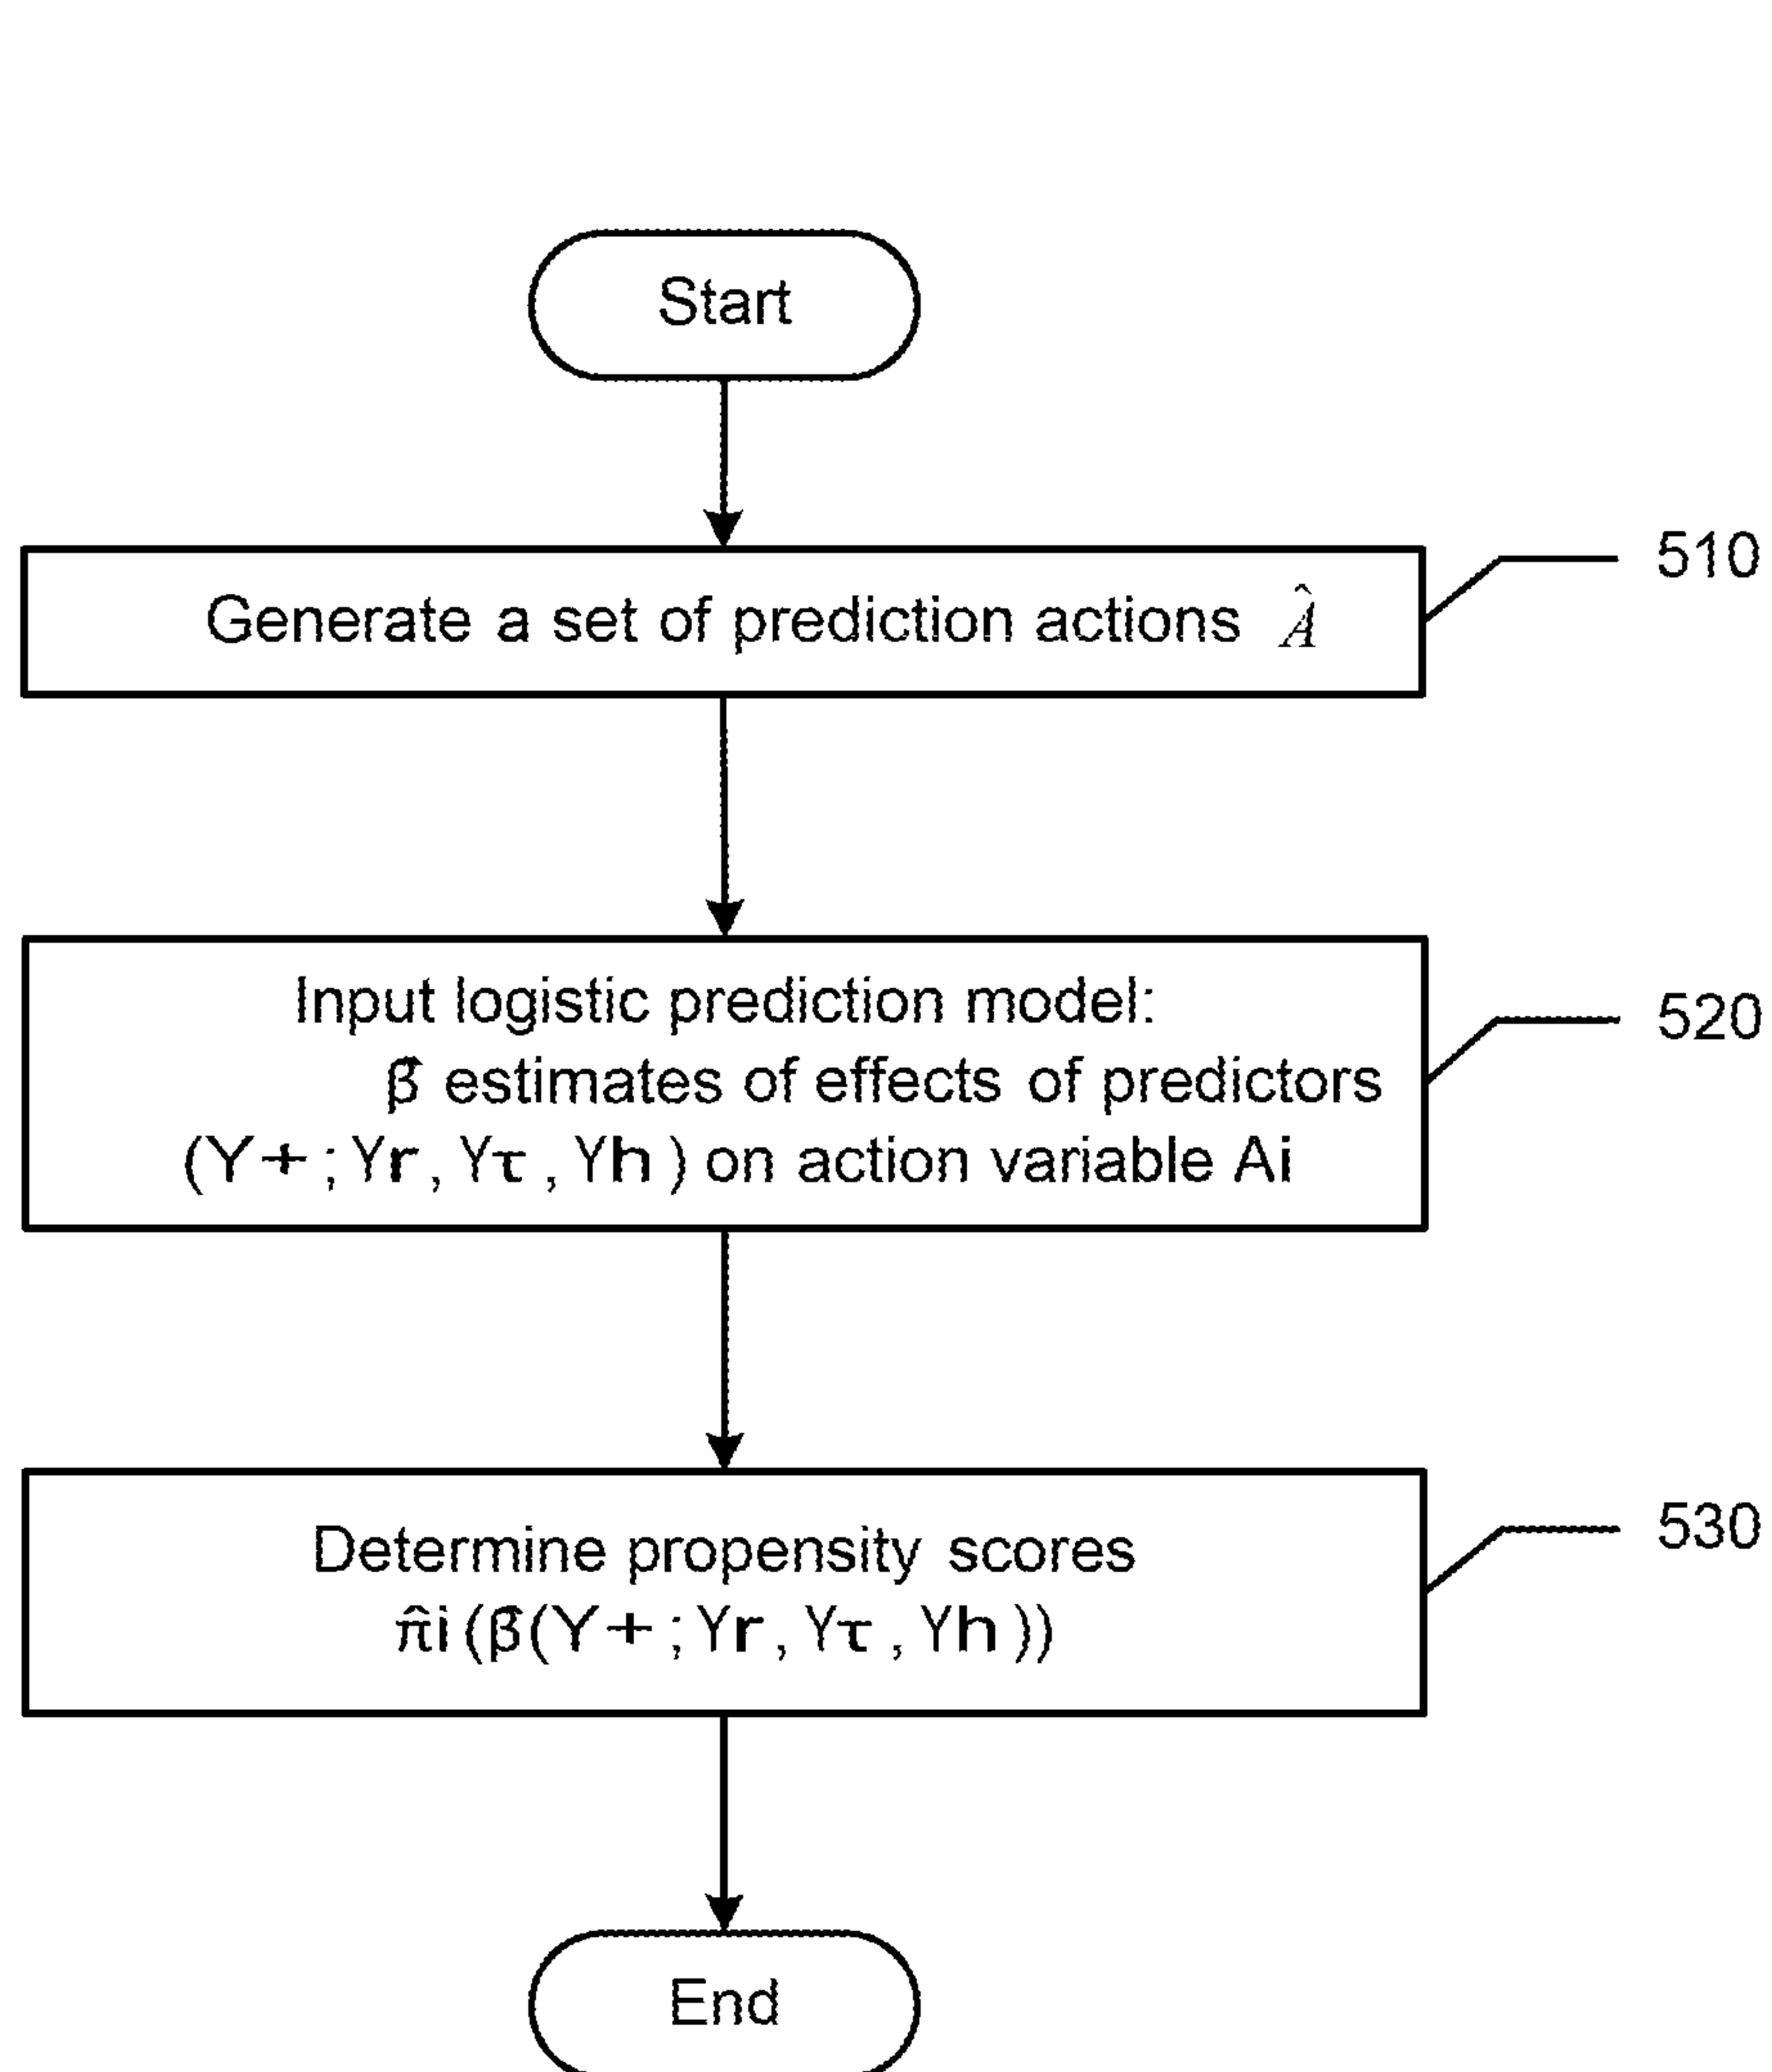 Start
Generate a set of prediction actions Â
510
Input logistic prediction model:
β̂ estimates of effects of predictors
(Y+;Yr,Yτ,Yh) on action variable Ai
520
Determine propensity scores
π̂i(β̂(Y+;Yr,Yτ,Yh))
530
End